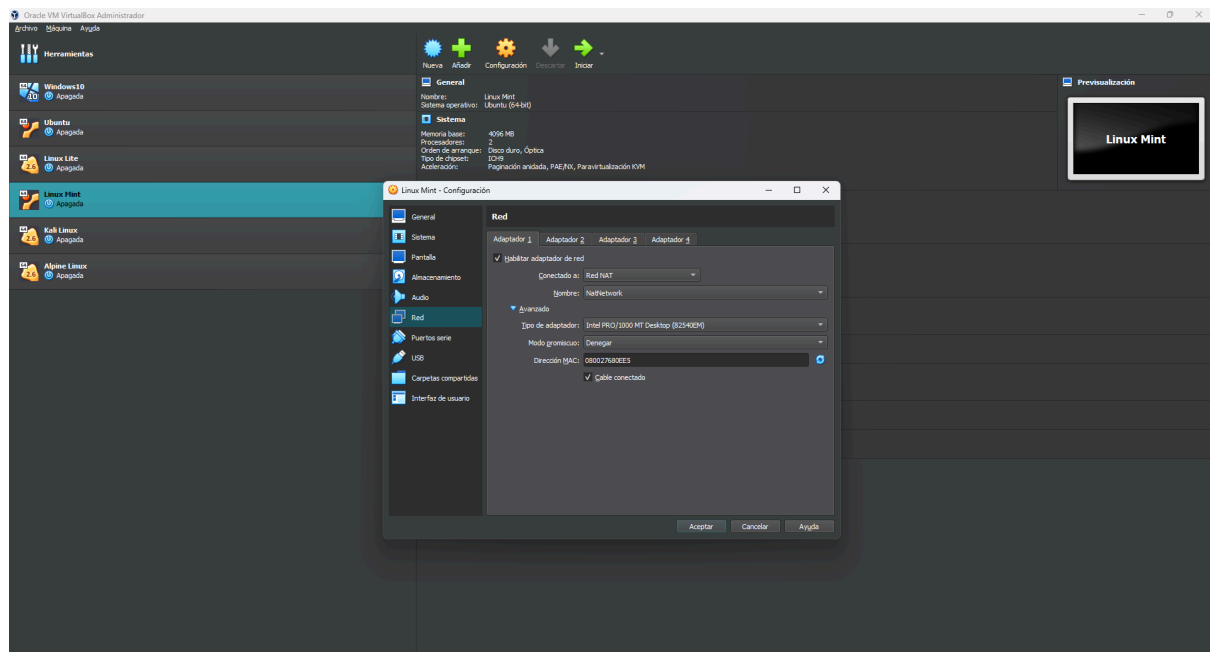 Oracle VM VirtualBox Administrador
Archivo Máquina Ayuda
Herramientas
Nueva Añadir Configuración Descartar Iniciar
Windows10
Apagada
Ubuntu
Apagada
Linux Lite
Apagada
Linux Mint
Apagada
Kali Linux
Apagada
Alpine Linux
Apagada
General
Nombre: Linux Mint
Sistema operativo: Ubuntu (64-bit)
Sistema
Memoria base: 4096 MB
Procesadores: 2
Orden de arranque: Disco duro, Óptica
Tipo de chipset: ICH9
Aceleración: Paginación anidada, PAE/NX, Paravirtualización KVM
Previsualización
Linux Mint
Linux Mint - Configuración
General
Sistema
Pantalla
Almacenamiento
Audio
Red
Puertos serie
USB
Carpetas compartidas
Interfaz de usuario
Red
Adaptador 1 Adaptador 2 Adaptador 3 Adaptador 4
Habilitar adaptador de red
Conectado a: Red NAT
Nombre: NatNetwork
Avanzado
Tipo de adaptador: Intel PRO/1000 MT Desktop (82540EM)
Modo promiscuo: Denegar
Dirección MAC: 080027680EE5
Cable conectado
Aceptar Cancelar Ayuda